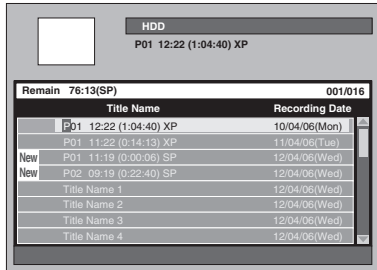 HDD
P01 12:22 (1:04:40) XP
Remain 76:13(SP) 001/016
Title Name Recording Date
P01 12:22 (1:04:40) XP 10/04/06(Mon)
P01 11:22 (0:14:13) XP 11/04/06(Tue)
New P01 11:19 (0:00:06) SP 12/04/06(Wed)
New P02 09:19 (0:22:40) SP 12/04/06(Wed)
Title Name 1 12/04/06(Wed)
Title Name 2 12/04/06(Wed)
Title Name 3 12/04/06(Wed)
Title Name 4 12/04/06(Wed)